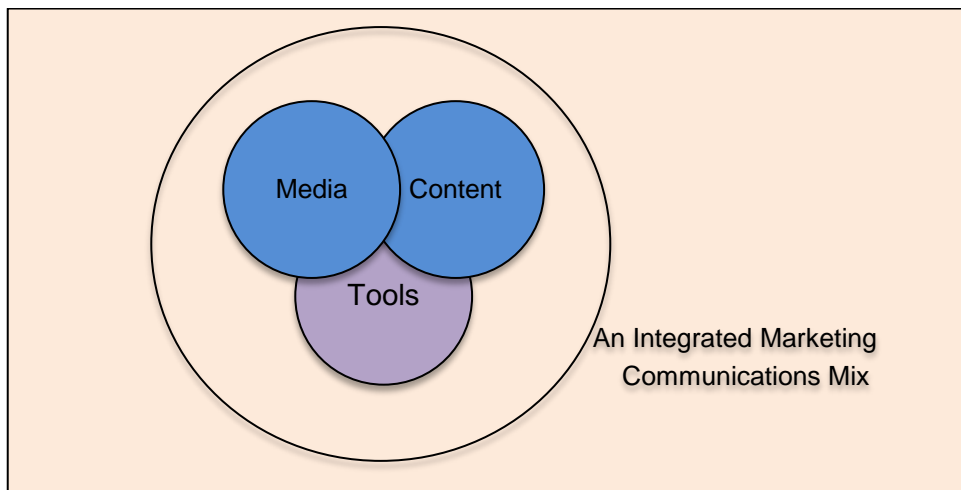 Media
Content
Tools
An Integrated Marketing
Communications Mix